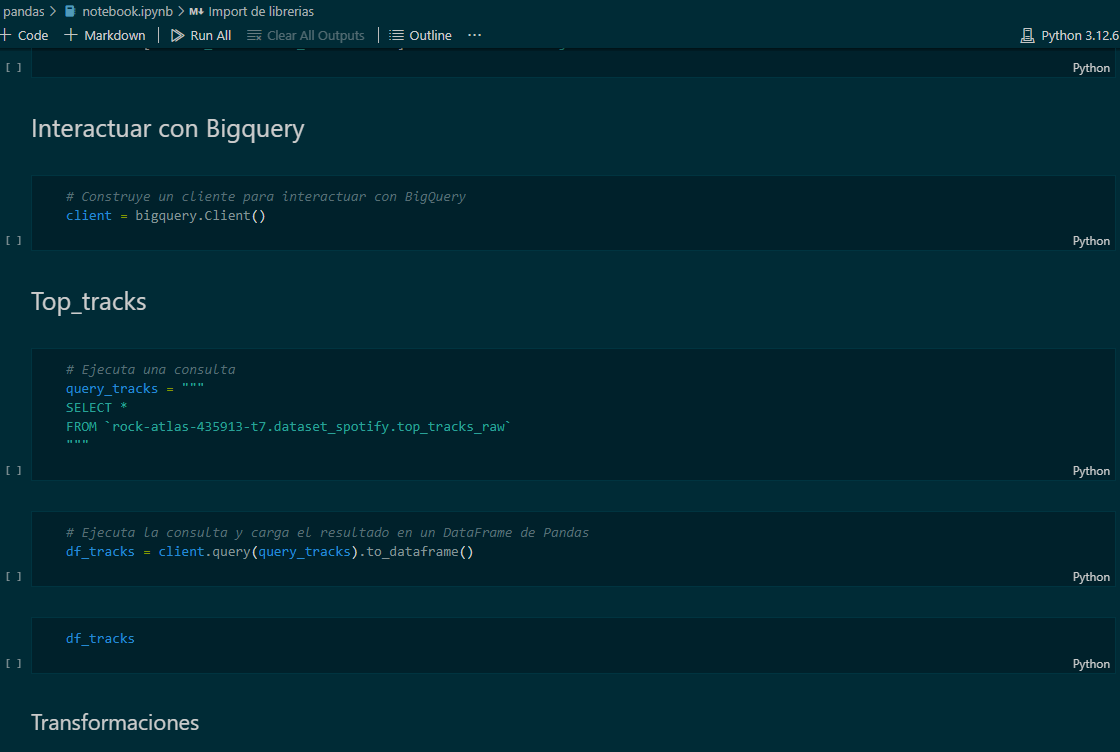 pandas > notebook.ipynb > M↓ Import de librerias
+ Code + Markdown | Run All Clear All Outputs | Outline ... Python 3.12.6
[ ] Python
Interactuar con Bigquery
# Construye un cliente para interactuar con BigQuery
client = bigquery.Client()
[ ] Python
Top_tracks
# Ejecuta una consulta
query_tracks = """
SELECT *
FROM `rock-atlas-435913-t7.dataset_spotify.top_tracks_raw`
"""
[ ] Python
# Ejecuta la consulta y carga el resultado en un DataFrame de Pandas
df_tracks = client.query(query_tracks).to_dataframe()
[ ] Python
df_tracks
[ ] Python
Transformaciones